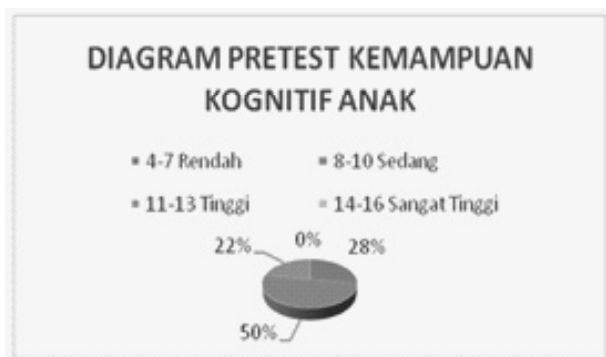 DIAGRAM PRETEST KEMAMPUAN
KOGNITIF ANAK
4-7 Rendah
8-10 Sedang
11-13 Tinggi
14-16 Sangat Tinggi
22%
0%
28%
50%